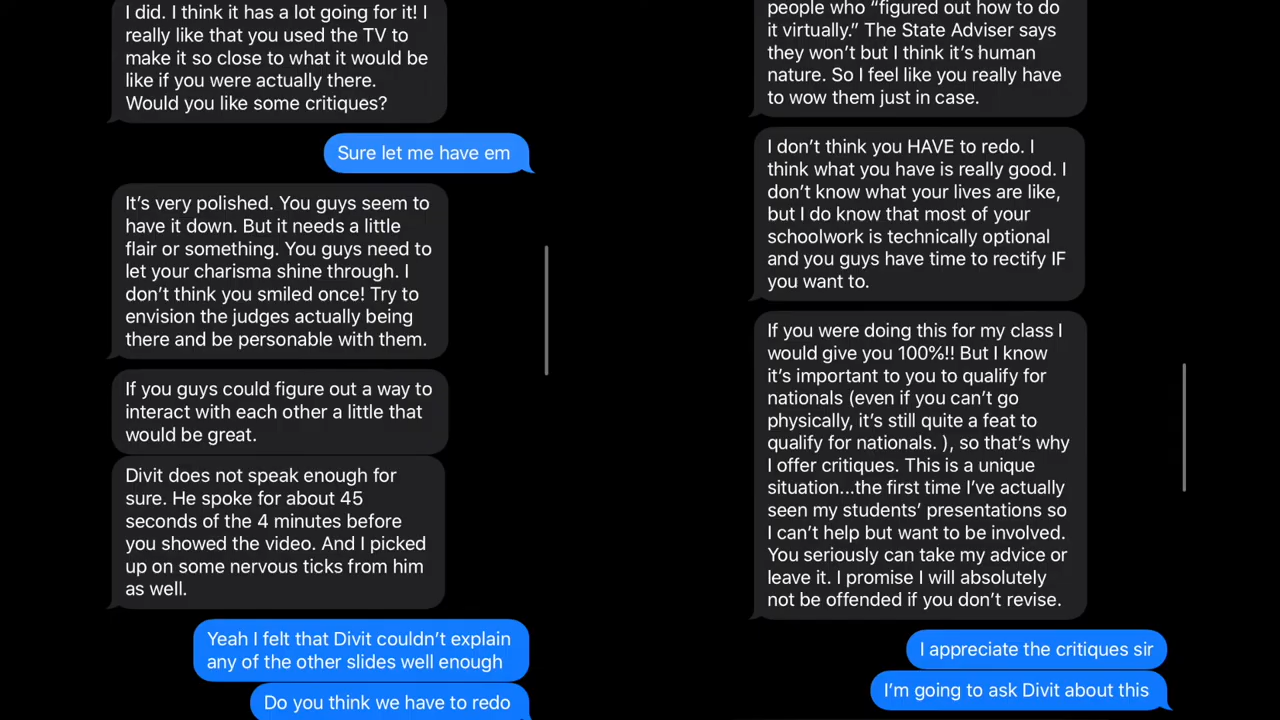 I did. I think it has a lot going for it! I
really like that you used the TV to
make it so close to what it would be
like if you were actually there.
Would you like some critiques?
Sure let me have em
It's very polished. You guys seem to
have it down. But it needs a little
flair or something. You guys need to
let your charisma shine through. I
don't think you smiled once! Try to
envision the judges actually being
there and be personable with them.
If you guys could figure out a way to
interact with each other a little that
would be great.
Divit does not speak enough for
sure. He spoke for about 45
seconds of the 4 minutes before
you showed the video. And I picked
up on some nervous ticks from him
as well.
Yeah I felt that Divit couldn't explain
any of the other slides well enough
Do you think we have to redo
people who “figured out how to do
it virtually.” The State Adviser says
they won't but I think it's human
nature. So I feel like you really have
to wow them just in case.
I don't think you HAVE to redo. I
think what you have is really good. I
don't know what your lives are like,
but I do know that most of your
schoolwork is technically optional
and you guys have time to rectify IF
you want to.
If you were doing this for my class I
would give you 100%!! But I know
it's important to you to qualify for
nationals (even if you can't go
physically, it's still quite a feat to
qualify for nationals. ), so that's why
I offer critiques. This is a unique
situation...the first time I've actually
seen my students' presentations so
I can't help but want to be involved.
You seriously can take my advice or
leave it. I promise I will absolutely
not be offended if you don't revise.
I appreciate the critiques sir
I'm going to ask Divit about this